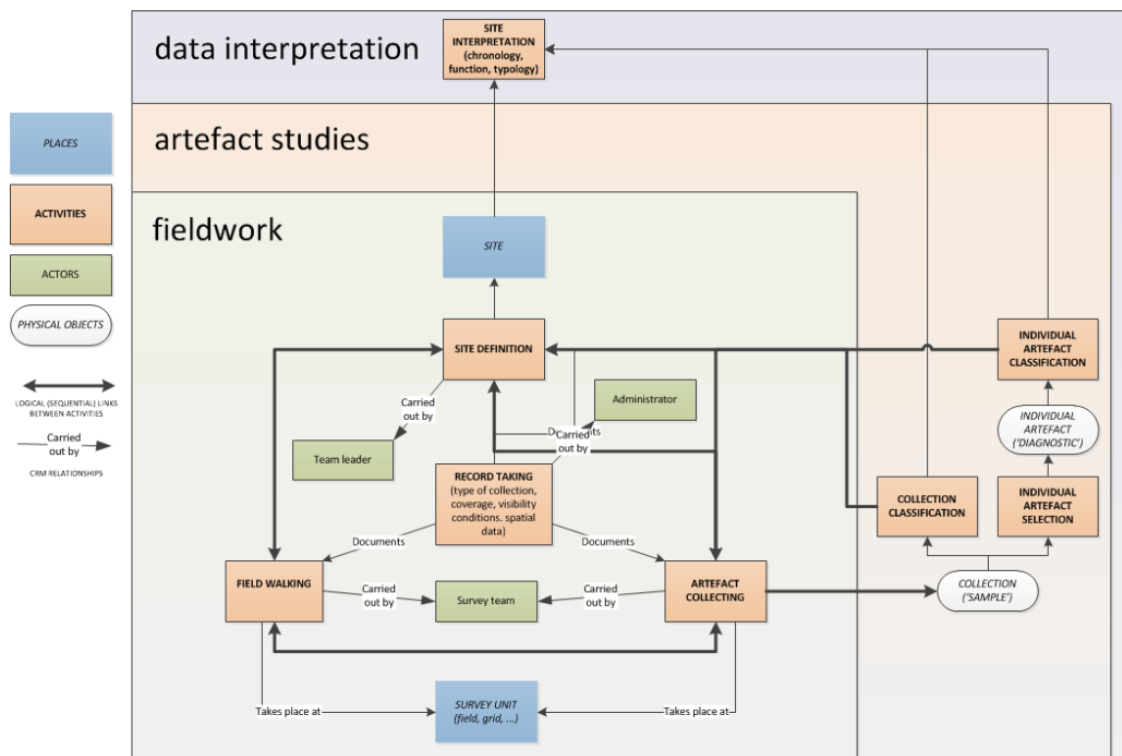 data interpretation
SITE
INTERPRETATION
(chronology,
function, typology)
PLACES
artefact studies
ACTIVITIES
fieldwork
SITE
ACTORS
PHYSICAL OBJECTS
SITE DEFINITION
INDIVIDUAL
ARTEFACT
CLASSIFICATION
LOGICAL (SEQUENTIAL) LINKS
BETWEEN ACTIVITIES
Carried
out by
Administrator
Carried
out by
CRM RELATIONSHIPS
Carried
out by
INDIVIDUAL
ARTEFACT
('DIAGNOSTIC')
Team leader
RECORD TAKING
(type of collection,
coverage, visibility
conditions. spatial
data)
COLLECTION
CLASSIFICATION
INDIVIDUAL
ARTEFACT
SELECTION
Documents
Documents
FIELD WALKING
Carried
out by
Survey team
Carried
out by
ARTEFACT
COLLECTING
COLLECTION
('SAMPLE')
Takes place at
SURVEY UNIT
(field, grid, ...)
Takes place at